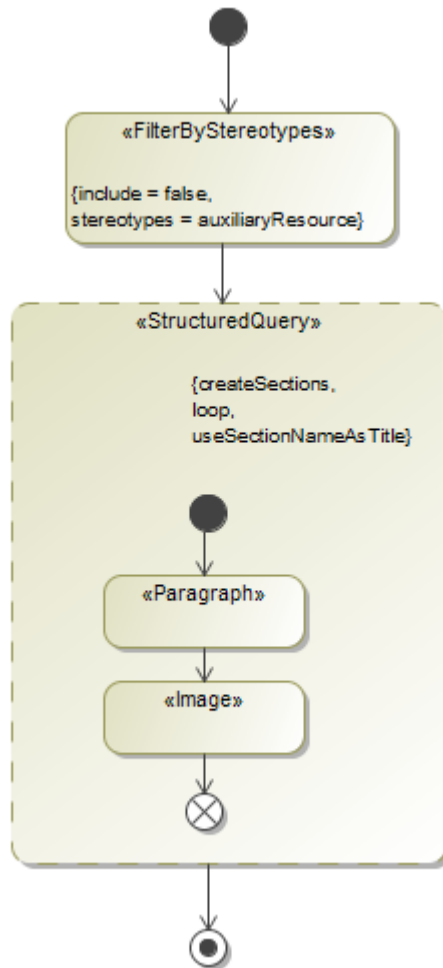 «FilterByStereotypes»
{include = false,
stereotypes = auxiliaryResource}
«StructuredQuery»
{createSections,
loop,
useSectionNameAsTitle}
«Paragraph»
«Image»